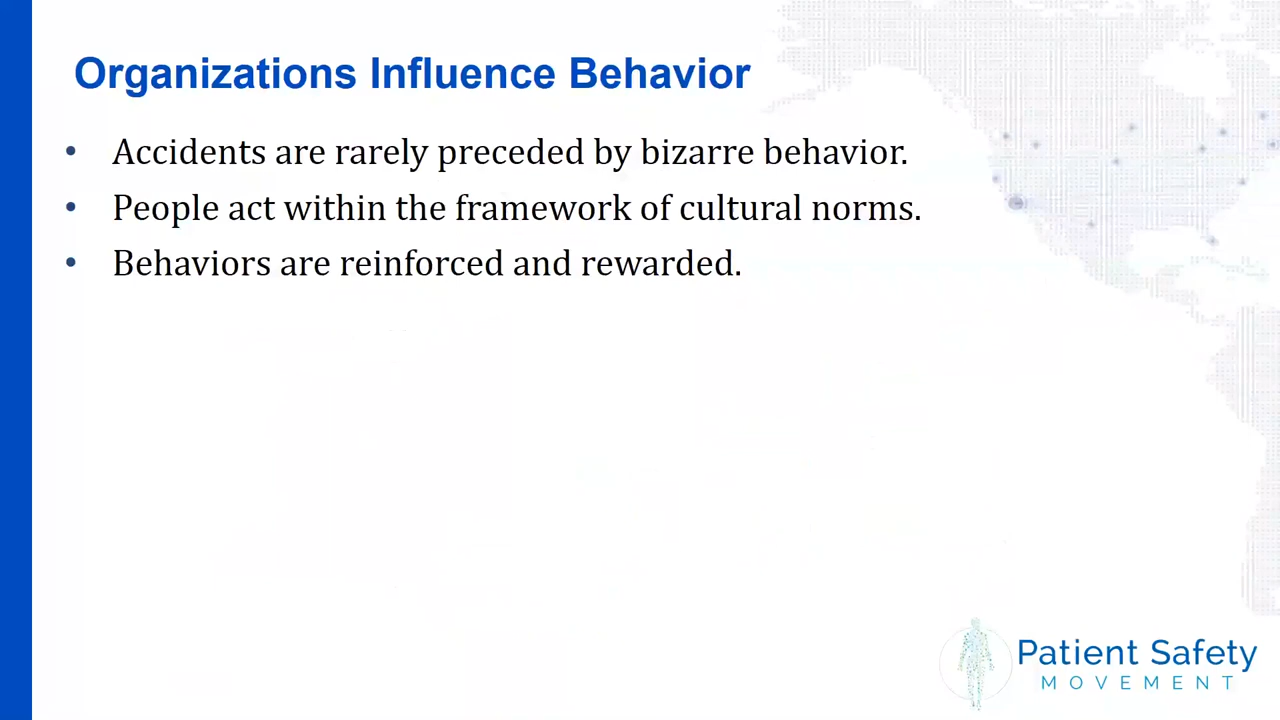 Organizations Influence Behavior
• Accidents are rarely preceded by bizarre behavior.
• People act within the framework of cultural norms.
• Behaviors are reinforced and rewarded.
Patient Safety
MOVEMENT